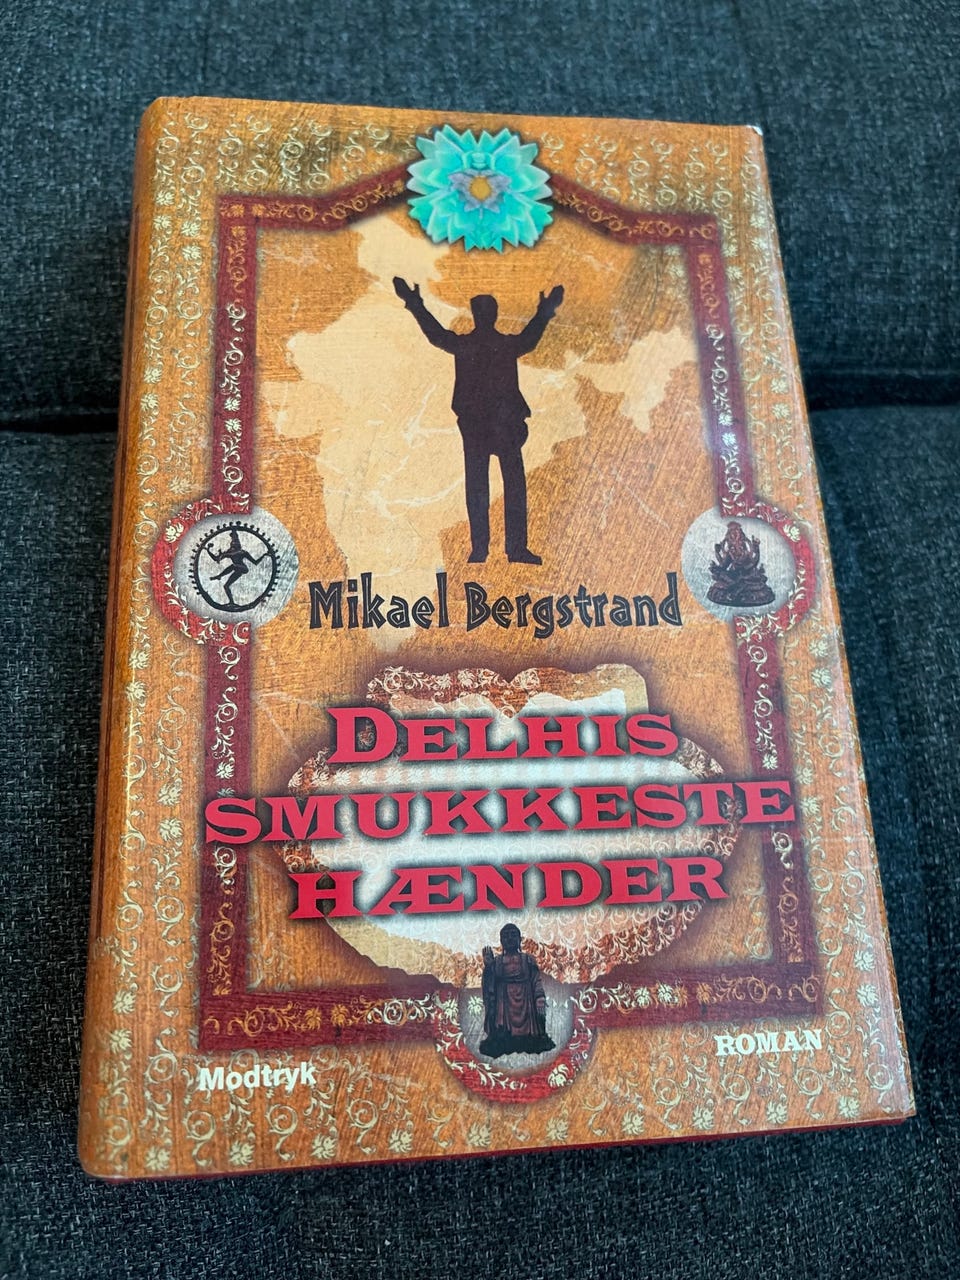 Mikael Bergstrand
DELHIS
SMUKKESTE
HÆNDER
ROMAN
Modtryk